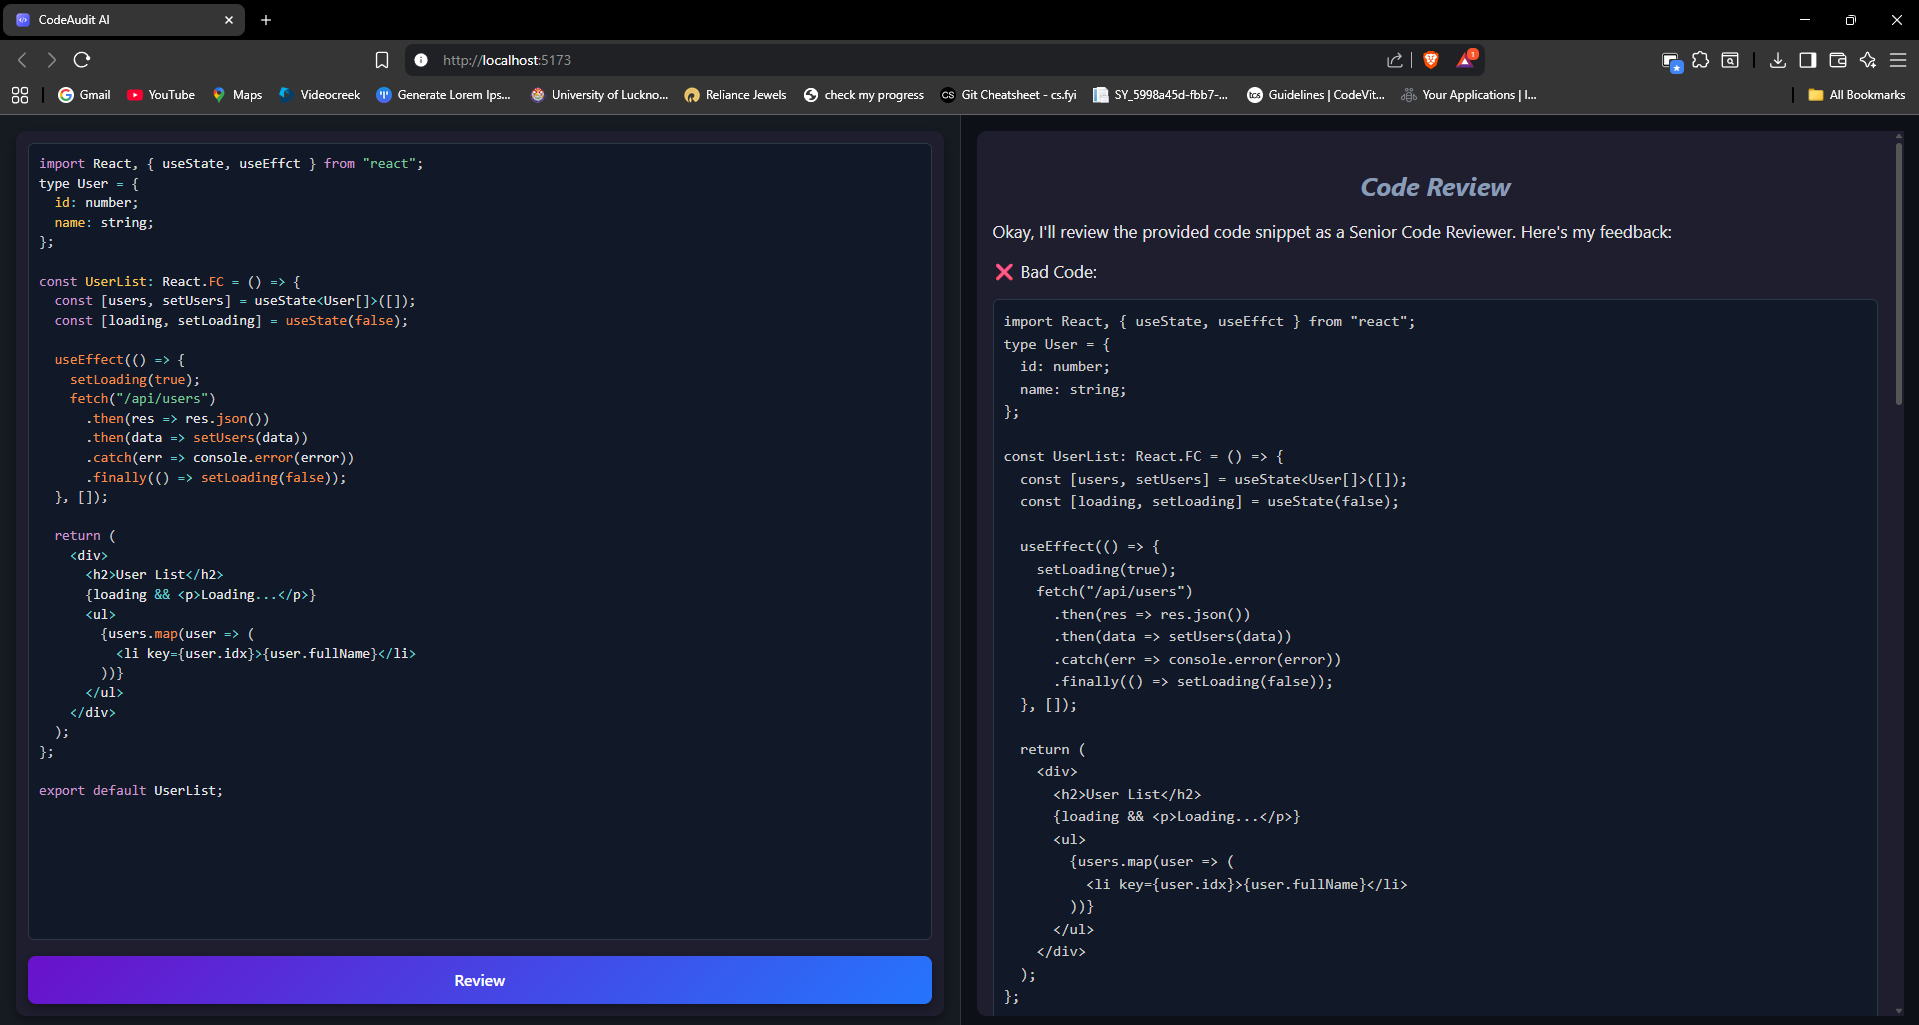 CodeAudit AI
http://localhost:5173
1
Gmail
YouTube
Maps
Videocreek
Generate Lorem Ips...
University of Luckno...
Reliance Jewels
check my progress
CS Git Cheatsheet - cs.fyi
SY_5998a45d-fbb7-...
tcs Guidelines | CodeVit...
Your Applications | I...
All Bookmarks
import React, { useState, useEffct } from "react";
type User = {
  id: number;
  name: string;
};
const UserList: React.FC = () => {
  const [users, setUsers] = useState<User[]>([]);
  const [loading, setLoading] = useState(false);
  useEffect(() => {
    setLoading(true);
    fetch("/api/users")
      .then(res => res.json())
      .then(data => setUsers(data))
      .catch(err => console.error(error))
      .finally(() => setLoading(false));
  }, []);
  return (
    <div>
      <h2>User List</h2>
      {loading && <p>Loading...</p>}
      <ul>
        {users.map(user => (
          <li key={user.idx}>{user.fullName}</li>
        ))}
      </ul>
    </div>
  );
};
export default UserList;
Review
Code Review
Okay, I'll review the provided code snippet as a Senior Code Reviewer. Here's my feedback:
❌ Bad Code:
import React, { useState, useEffct } from "react";
type User = {
  id: number;
  name: string;
};
const UserList: React.FC = () => {
  const [users, setUsers] = useState<User[]>([]);
  const [loading, setLoading] = useState(false);
  useEffect(() => {
    setLoading(true);
    fetch("/api/users")
      .then(res => res.json())
      .then(data => setUsers(data))
      .catch(err => console.error(error))
      .finally(() => setLoading(false));
  }, []);
  return (
    <div>
      <h2>User List</h2>
      {loading && <p>Loading...</p>}
      <ul>
        {users.map(user => (
          <li key={user.idx}>{user.fullName}</li>
        ))}
      </ul>
    </div>
  );
};